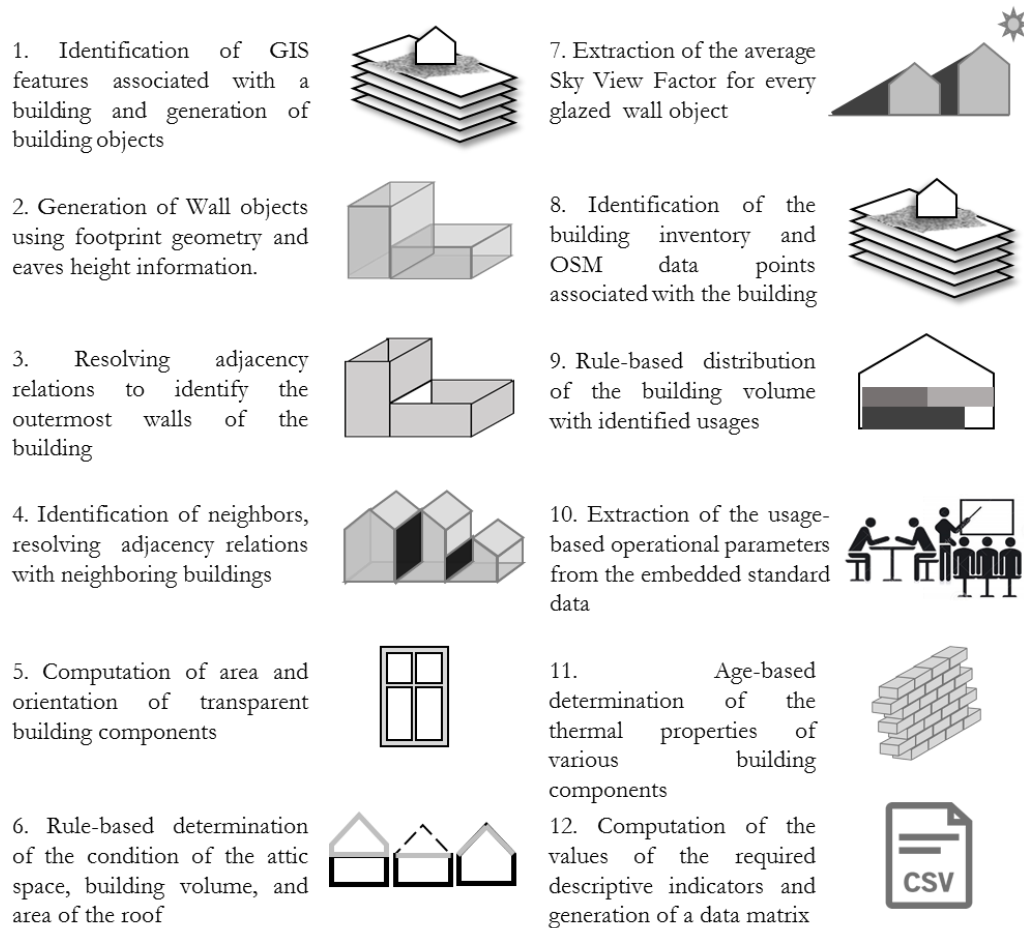 1. Identification of GIS
features associated with a
building and generation of
building objects
2. Generation of Wall objects
using footprint geometry and
eaves height information.
3. Resolving adjacency
relations to identify the
outermost walls of the
building
4. Identification of neighbors,
resolving adjacency relations
with neighboring buildings
5. Computation of area and
orientation of transparent
building components
6. Rule-based determination
of the condition of the attic
space, building volume, and
area of the roof
7. Extraction of the average
Sky View Factor for every
glazed wall object
8. Identification of the
building inventory and
OSM data points
associated with the building
9. Rule-based distribution
of the building volume
with identified usages
10. Extraction of the usage-
based operational parameters
from the embedded standard
data
11. Age-based
determination of the
thermal properties of
various building
components
12. Computation of the
values of the required
descriptive indicators and
generation of a data matrix
CSV